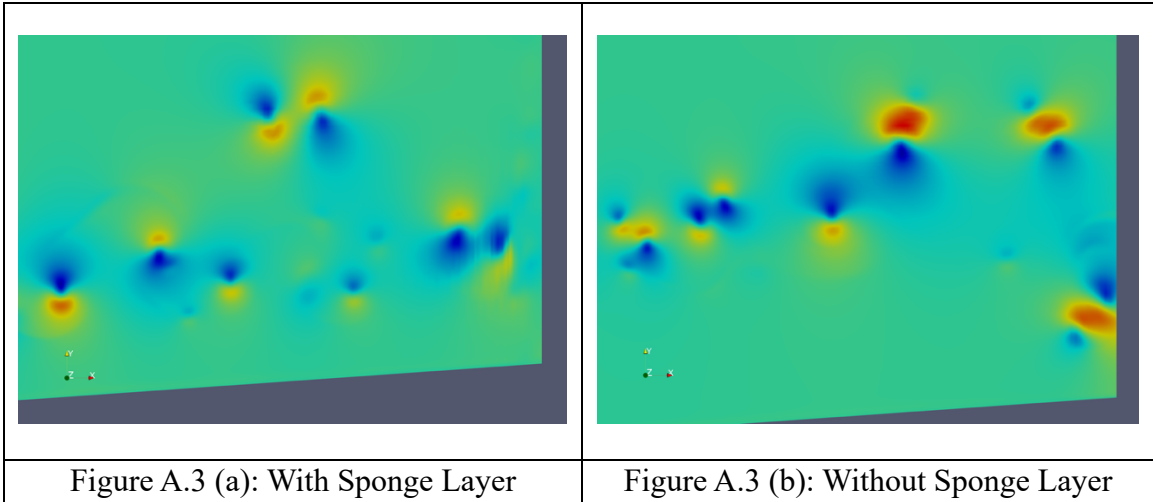 Y
Z X
Y
Z X
Figure A.3 (a): With Sponge Layer
Figure A.3 (b): Without Sponge Layer